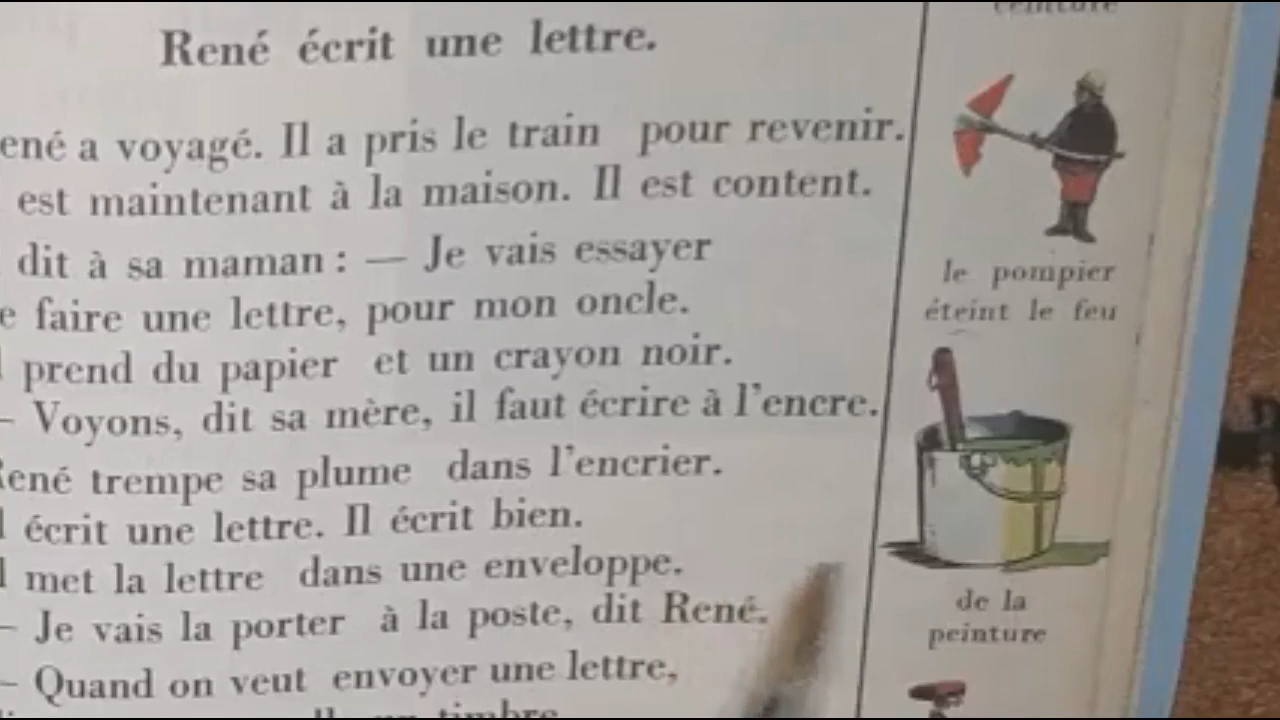 René écrit une lettre.
a voyagé. Il a pris le train pour revenir.
est maintenant à la maison. Il est content.
dit à sa maman : — Je vais essayer
faire une lettre, pour mon oncle.
prend du papier et un crayon noir.
– Voyons, dit sa mère, il faut écrire à l'encre.
René trempe sa plume dans l'encrier.
écrit une lettre. Il écrit bien.
met la lettre dans une enveloppe.
– Je vais la porter à la poste, dit René.
– Quand on veut envoyer une lettre,
un timbre
ceinture
le pompier
éteint le feu
de la
peinture